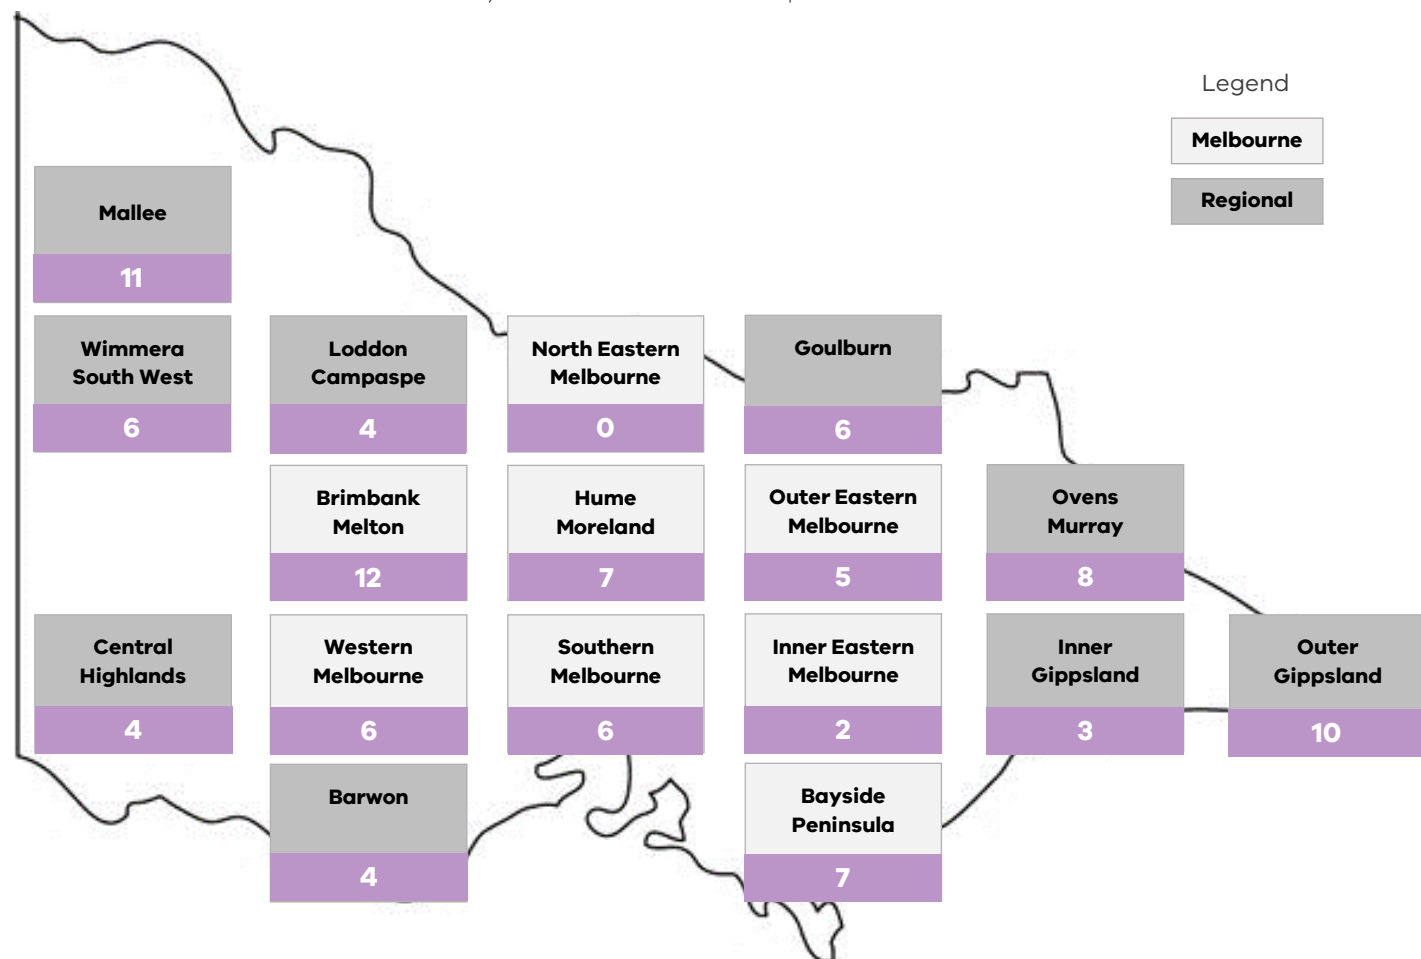 Legend
Melbourne
Regional
Mallee
11
Wimmera
South West
6
Loddon
Campaspe
4
North Eastern
Melbourne
0
Goulburn
6
Brimbank
Melton
12
Hume
Moreland
7
Outer Eastern
Melbourne
5
Ovens
Murray
8
Central
Highlands
4
Western
Melbourne
6
Southern
Melbourne
6
Inner Eastern
Melbourne
2
Inner
Gippsland
3
Outer
Gippsland
10
Barwon
4
Bayside
Peninsula
7